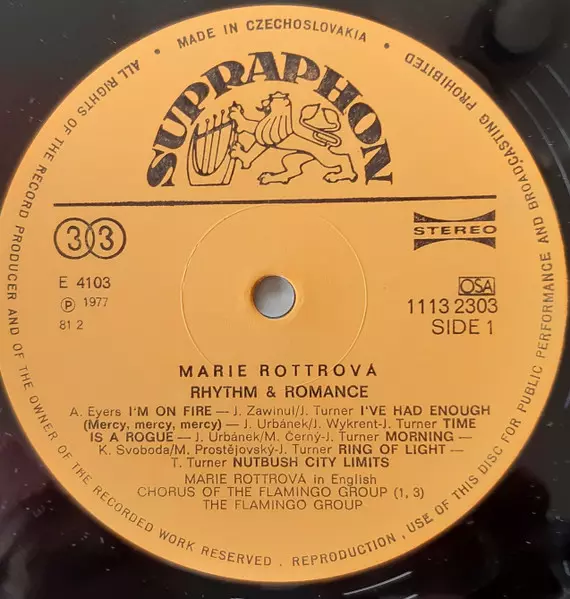 • MADE IN CZECHOSLOVAKIA •
ALL RIGHTS OF THE RECORD PRODUCER AND OF THE OWNER OF THE RECORDED WORK RESERVED . REPRODUCTION, USE OF THIS DISC FOR PUBLIC PERFORMANCE AND BROADCASTING PROHIBITED
SUPRAPHON
33
STEREO
E 4103
℗ 1977
81 2
OSA
1113 2303
SIDE 1
MARIE ROTTROVÁ
RHYTHM & ROMANCE
A. Eyers I'M ON FIRE — J. Zawinul/J. Turner I'VE HAD ENOUGH
(Mercy, mercy, mercy) — J. Urbánek/J. Wykrent-J. Turner TIME
IS A ROGUE — J. Urbánek/M. Černý-J. Turner MORNING —
K. Svoboda/M. Prostějovský-J. Turner RING OF LIGHT —
T. Turner NUTBUSH CITY LIMITS
MARIE ROTTROVÁ in English
CHORUS OF THE FLAMINGO GROUP (1, 3)
THE FLAMINGO GROUP